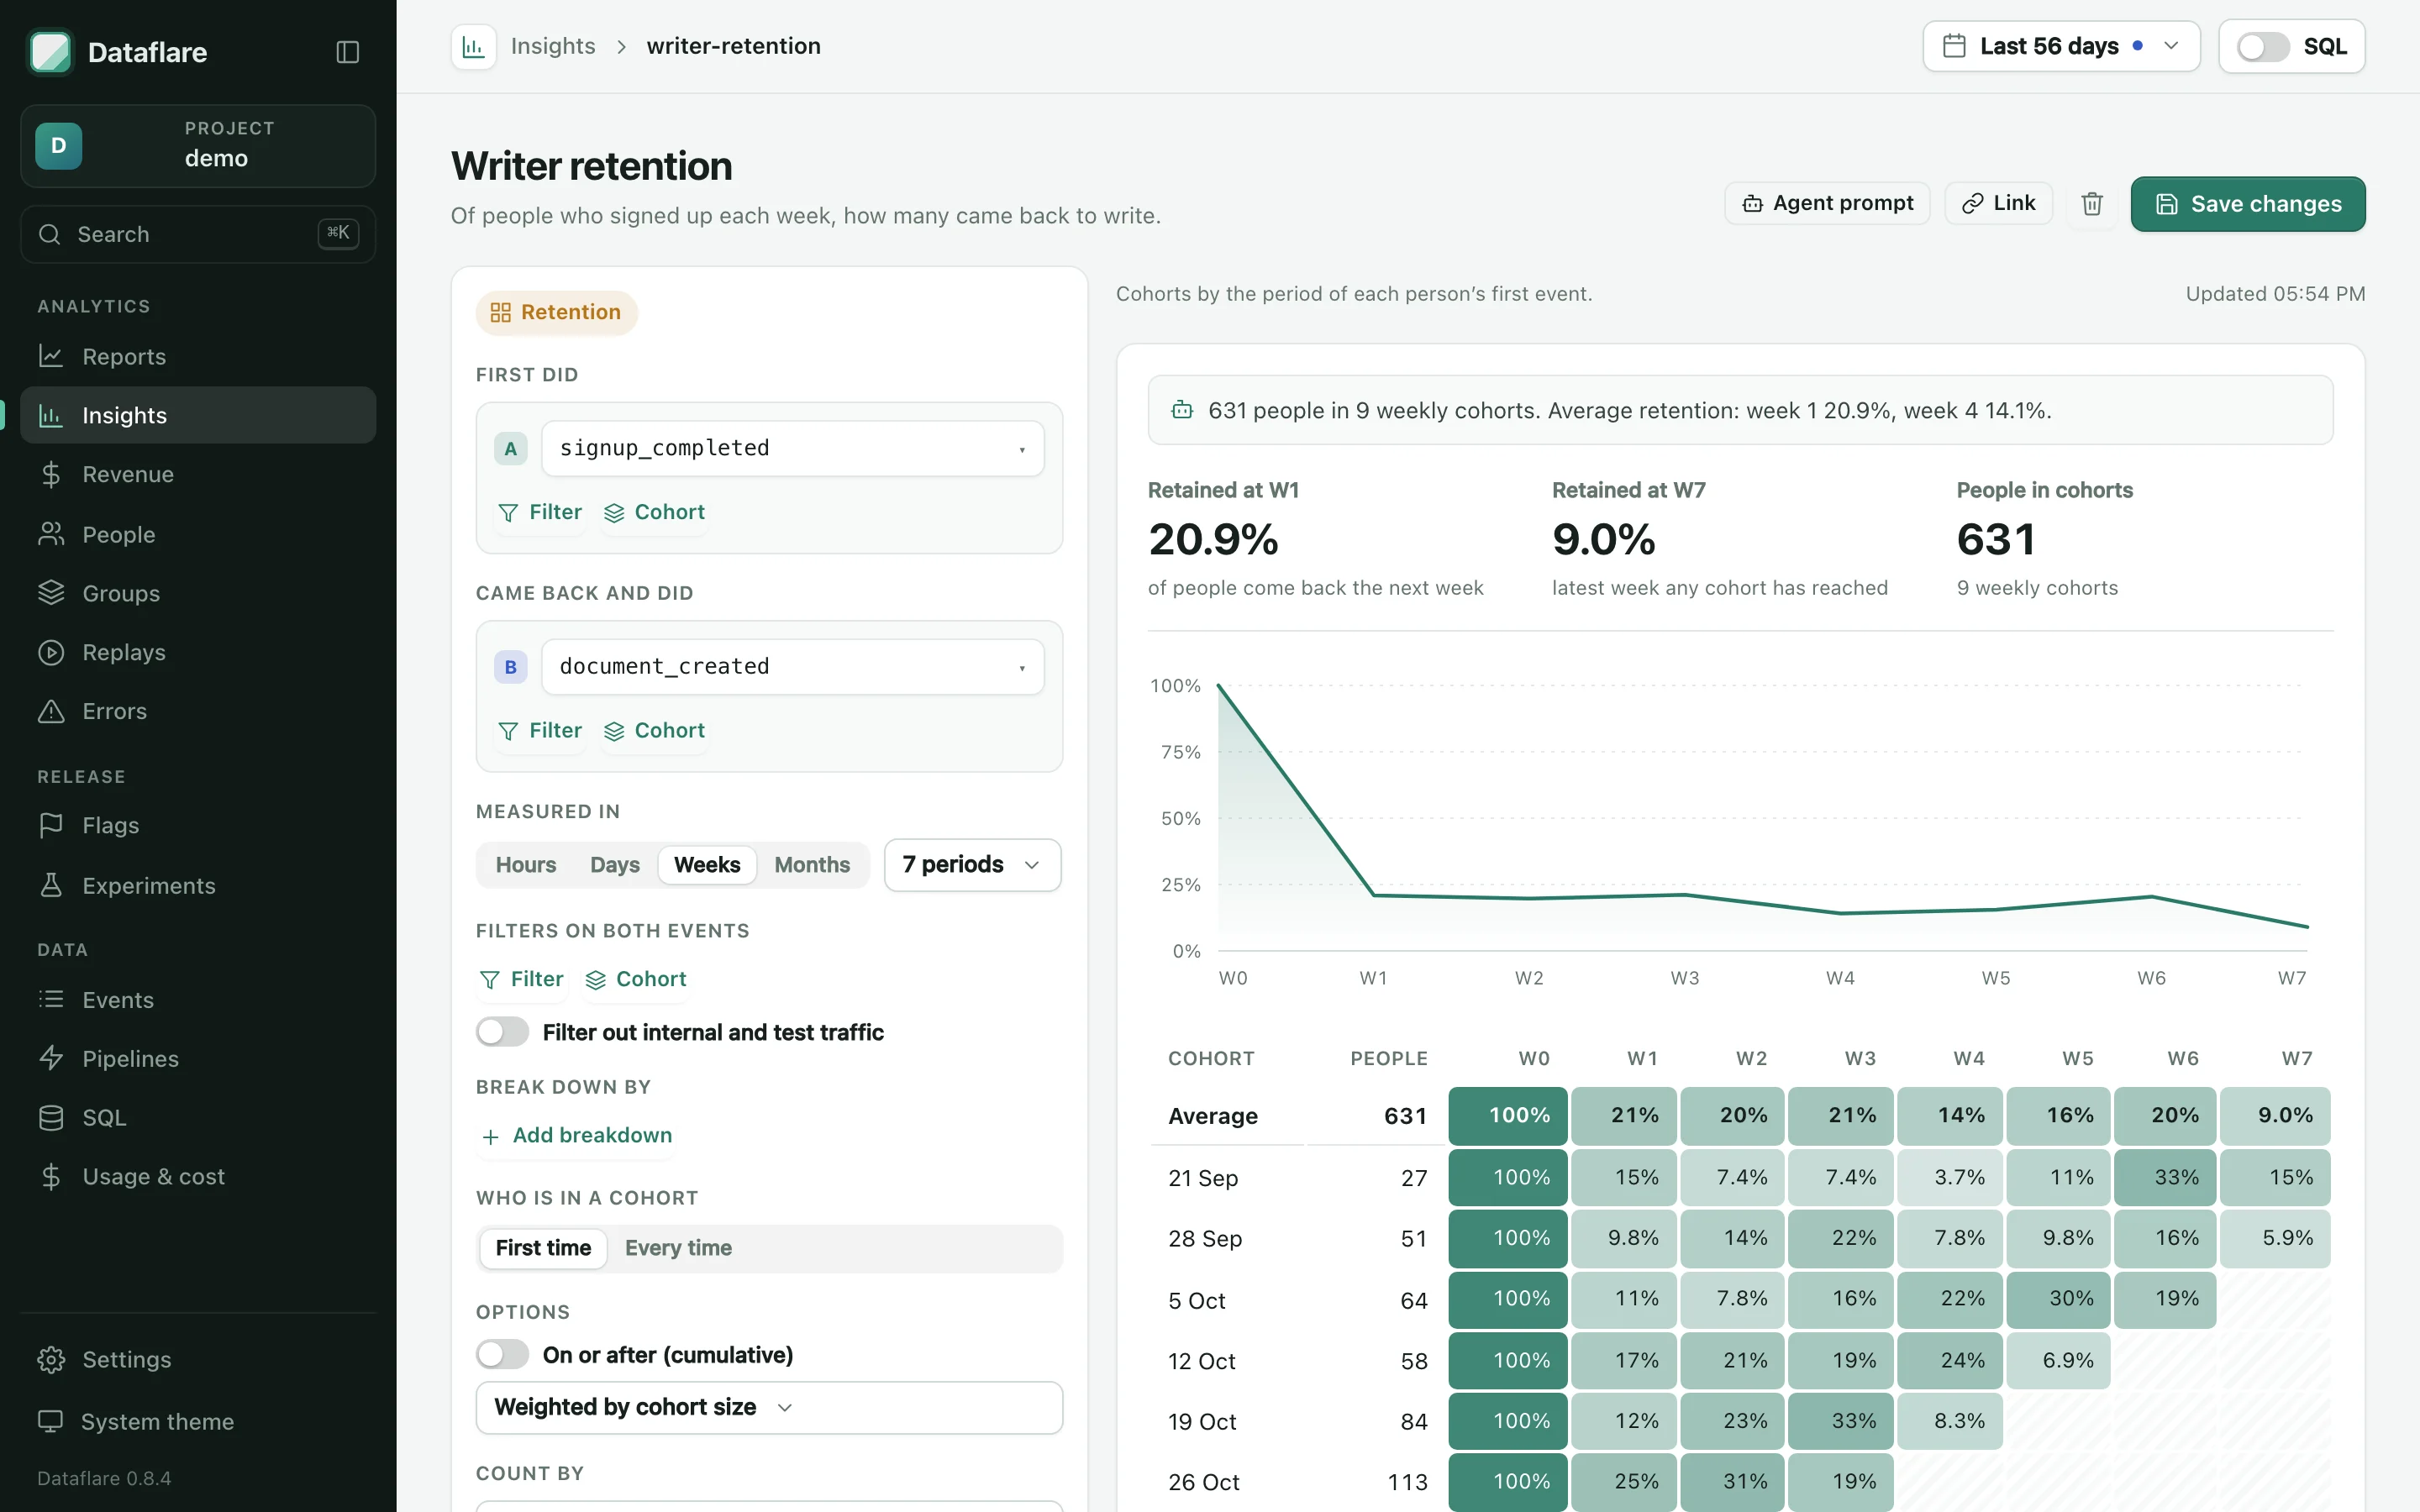 Dataflare
D
PROJECT
demo
Search
⌘K
ANALYTICS
Reports
Insights
Revenue
People
Groups
Replays
Errors
RELEASE
Flags
Experiments
DATA
Events
Pipelines
SQL
Usage & cost
Settings
System theme
Dataflare 0.8.4
Insights > writer-retention
Last 56 days
SQL
Writer retention
Of people who signed up each week, how many came back to write.
Agent prompt
Link
Save changes
Retention
FIRST DID
A signup_completed
Filter Cohort
CAME BACK AND DID
B document_created
Filter Cohort
MEASURED IN
Hours Days Weeks Months 7 periods
FILTERS ON BOTH EVENTS
Filter Cohort
Filter out internal and test traffic
BREAK DOWN BY
+ Add breakdown
WHO IS IN A COHORT
First time Every time
OPTIONS
On or after (cumulative)
Weighted by cohort size
COUNT BY
Cohorts by the period of each person’s first event.
Updated 05:54 PM
631 people in 9 weekly cohorts. Average retention: week 1 20.9%, week 4 14.1%.
Retained at W1
20.9%
of people come back the next week
Retained at W7
9.0%
latest week any cohort has reached
People in cohorts
631
9 weekly cohorts
100%
75%
50%
25%
0%
W0 W1 W2 W3 W4 W5 W6 W7
COHORT PEOPLE W0 W1 W2 W3 W4 W5 W6 W7
Average 631 100% 21% 20% 21% 14% 16% 20% 9.0%
21 Sep 27 100% 15% 7.4% 7.4% 3.7% 11% 33% 15%
28 Sep 51 100% 9.8% 14% 22% 7.8% 9.8% 16% 5.9%
5 Oct 64 100% 11% 7.8% 16% 22% 30% 19%
12 Oct 58 100% 17% 21% 19% 24% 6.9%
19 Oct 84 100% 12% 23% 33% 8.3%
26 Oct 113 100% 25% 31% 19%